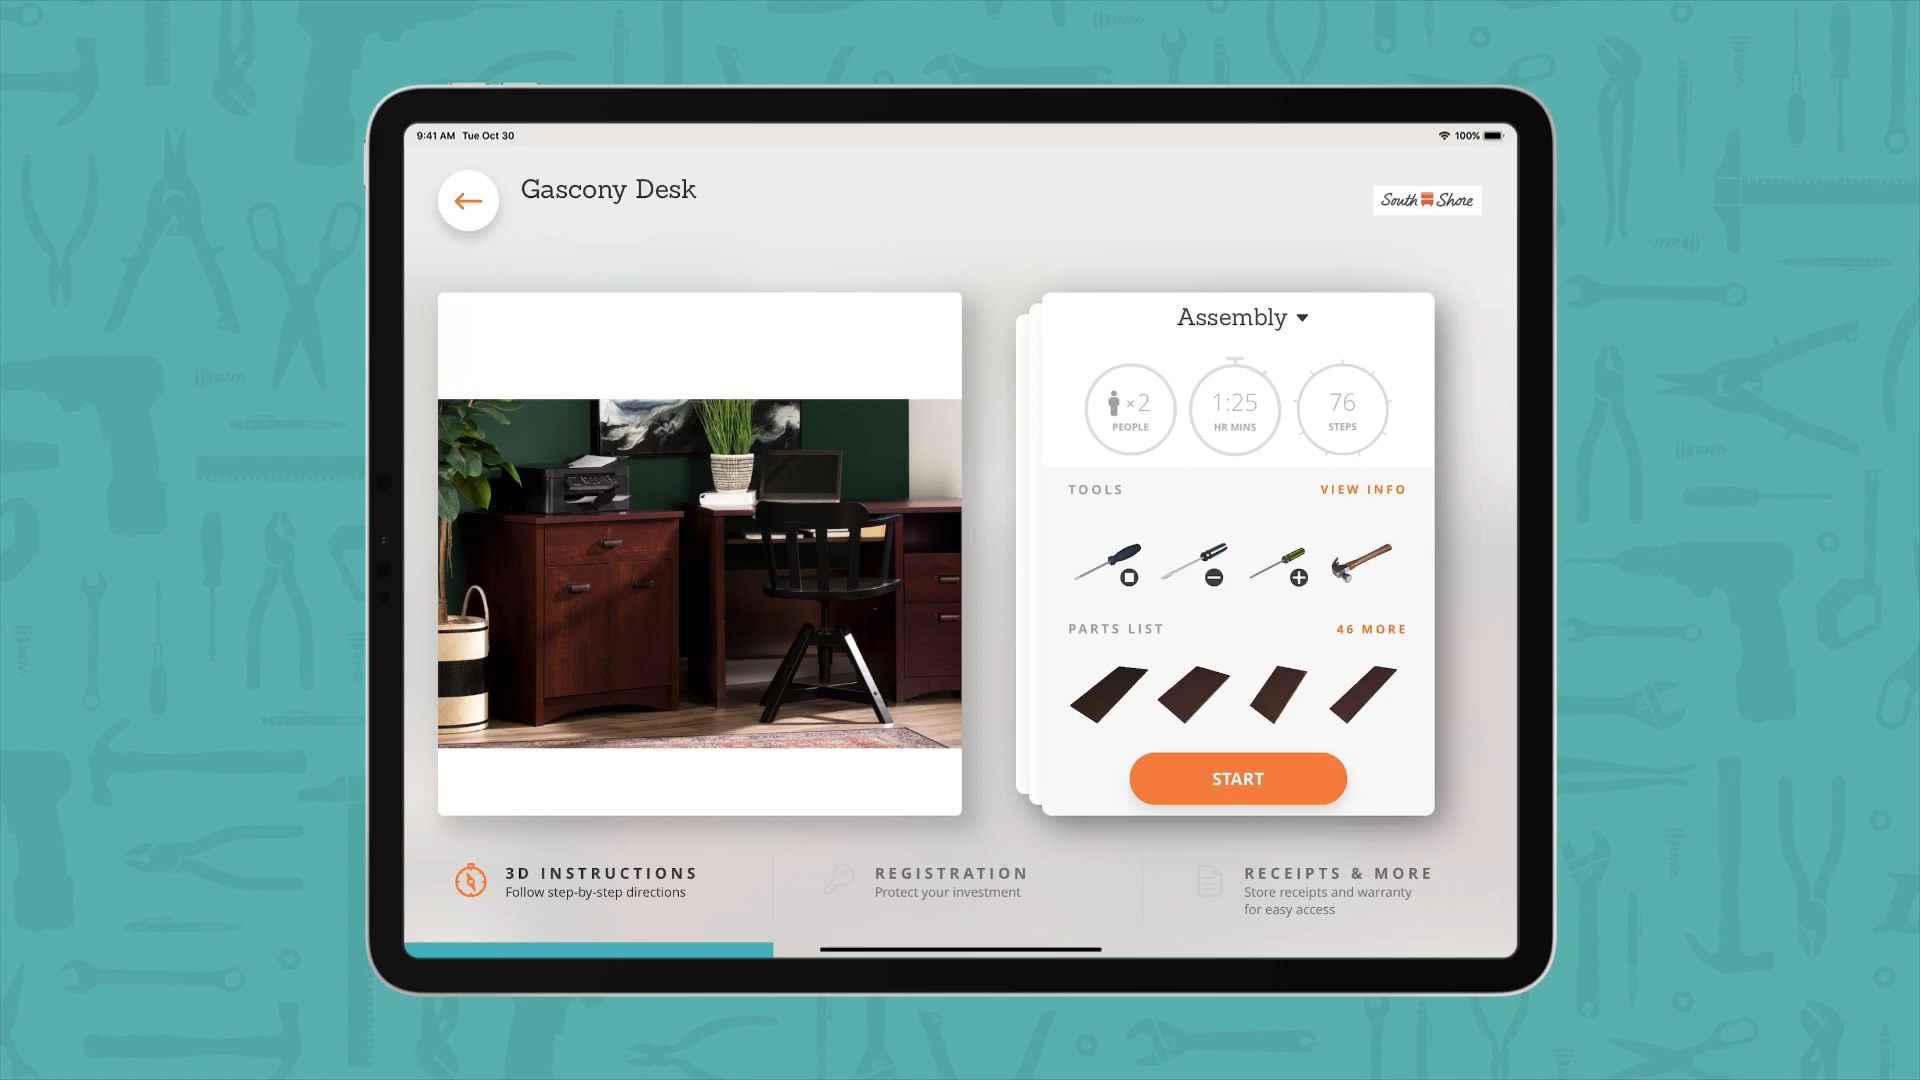 9:41 AM Tue Oct 30
100%
Gascony Desk
South Shore
Assembly
×2
PEOPLE
1:25
HR MINS
76
STEPS
TOOLS
VIEW INFO
PARTS LIST
46 MORE
START
3D INSTRUCTIONS
Follow step-by-step directions
REGISTRATION
Protect your investment
RECEIPTS & MORE
Store receipts and warranty
for easy access